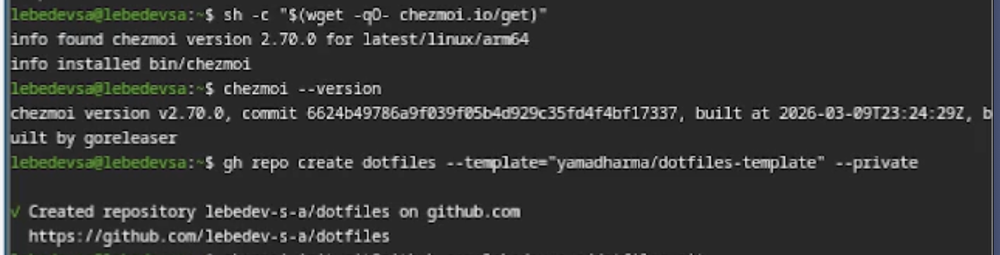 lebedevsa@lebedevsa:~$ sh -c "$(wget -qO- chezmoi.io/get)"
info found chezmoi version 2.70.0 for latest/linux/arm64
info installed bin/chezmoi
lebedevsa@lebedevsa:~$ chezmoi --version
chezmoi version v2.70.0, commit 6624b49786a9f039f05b4d929c35fd4f4bf17337, built at 2026-03-09T23:24:29Z, b
uilt by goreleaser
lebedevsa@lebedevsa:~$ gh repo create dotfiles --template="yamadharma/dotfiles-template" --private
✓ Created repository lebedev-s-a/dotfiles on github.com
https://github.com/lebedev-s-a/dotfiles